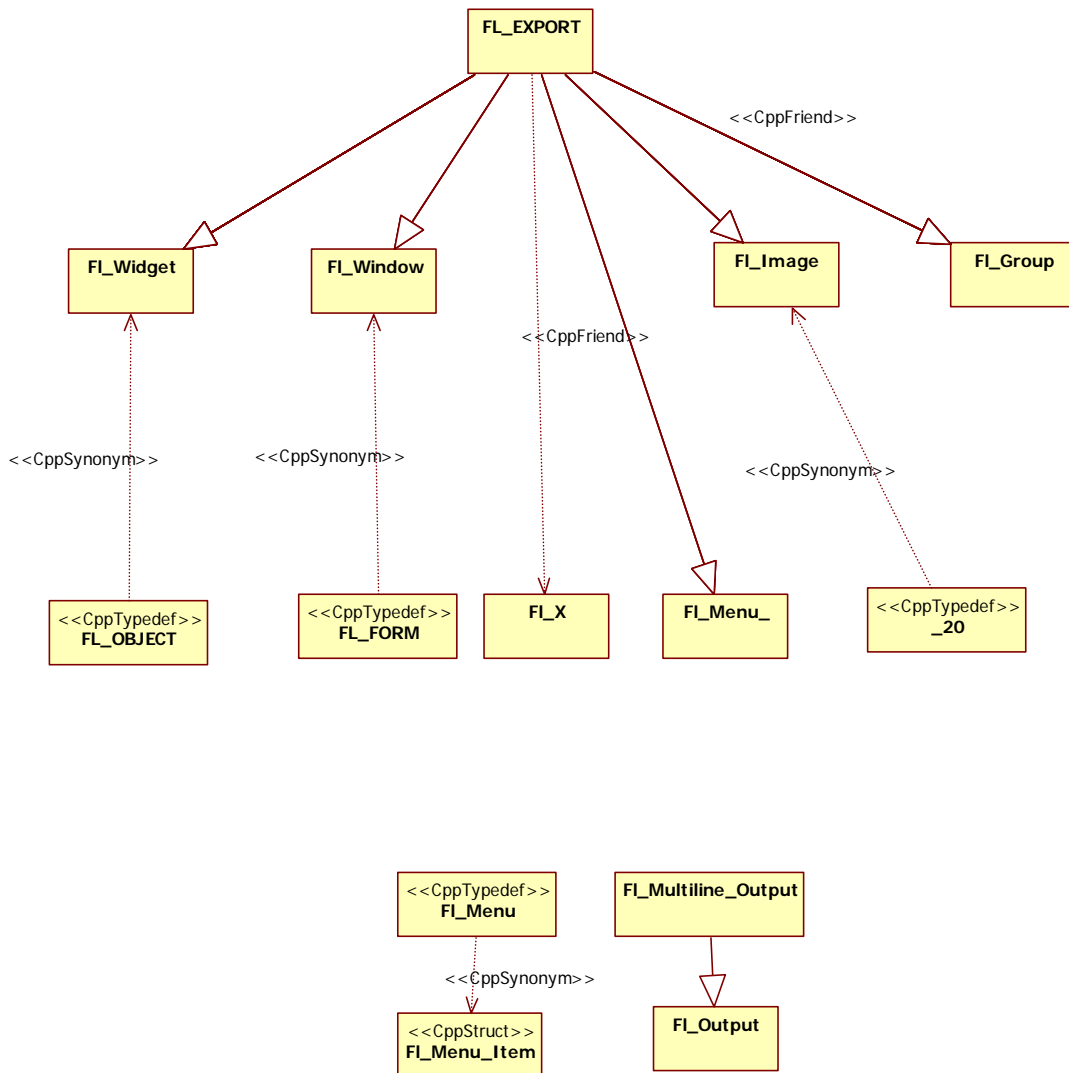 FL_EXPORT
<<CppFriend>>
Fl_Widget
Fl_Window
Fl_Image
Fl_Group
<<CppFriend>>
<<CppSynonym>>
<<CppSynonym>>
<<CppSynonym>>
<<CppTypedef>>
FL_OBJECT
<<CppTypedef>>
FL_FORM
Fl_X
Fl_Menu_
<<CppTypedef>>
_20
<<CppTypedef>>
Fl_Menu
Fl_Multiline_Output
<<CppSynonym>>
<<CppStruct>>
Fl_Menu_Item
Fl_Output